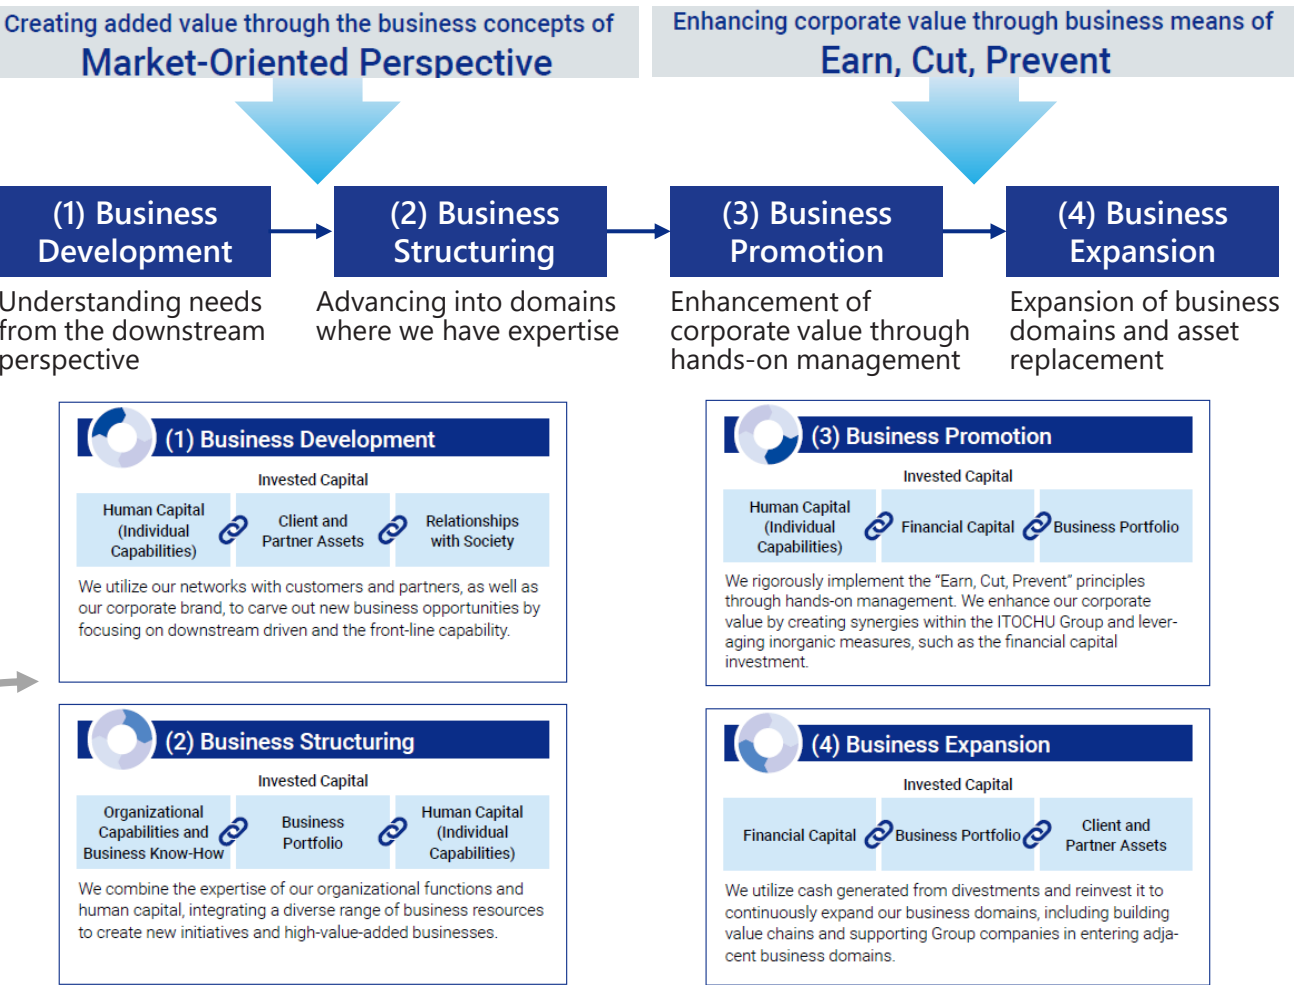 Creating added value through the business concepts of
Market-Oriented Perspective
Enhancing corporate value through business means of
Earn, Cut, Prevent
(1) Business
Development
(2) Business
Structuring
(3) Business
Promotion
(4) Business
Expansion
Understanding needs
from the downstream
perspective
Advancing into domains
where we have expertise
Enhancement of
corporate value through
hands-on management
Expansion of business
domains and asset
replacement
(1) Business Development
Invested Capital
Human Capital
(Individual
Capabilities)
Client and
Partner Assets
Relationships
with Society
We utilize our networks with customers and partners, as well as
our corporate brand, to carve out new business opportunities by
focusing on downstream driven and the front-line capability.
(2) Business Structuring
Invested Capital
Organizational
Capabilities and
Business Know-How
Business
Portfolio
Human Capital
(Individual
Capabilities)
We combine the expertise of our organizational functions and
human capital, integrating a diverse range of business resources
to create new initiatives and high-value-added businesses.
(3) Business Promotion
Invested Capital
Human Capital
(Individual
Capabilities)
Financial Capital
Business Portfolio
We rigorously implement the “Earn, Cut, Prevent” principles
through hands-on management. We enhance our corporate
value by creating synergies within the ITOCHU Group and lever-
aging inorganic measures, such as the financial capital
investment.
(4) Business Expansion
Invested Capital
Financial Capital
Business Portfolio
Client and
Partner Assets
We utilize cash generated from divestments and reinvest it to
continuously expand our business domains, including building
value chains and supporting Group companies in entering adja-
cent business domains.